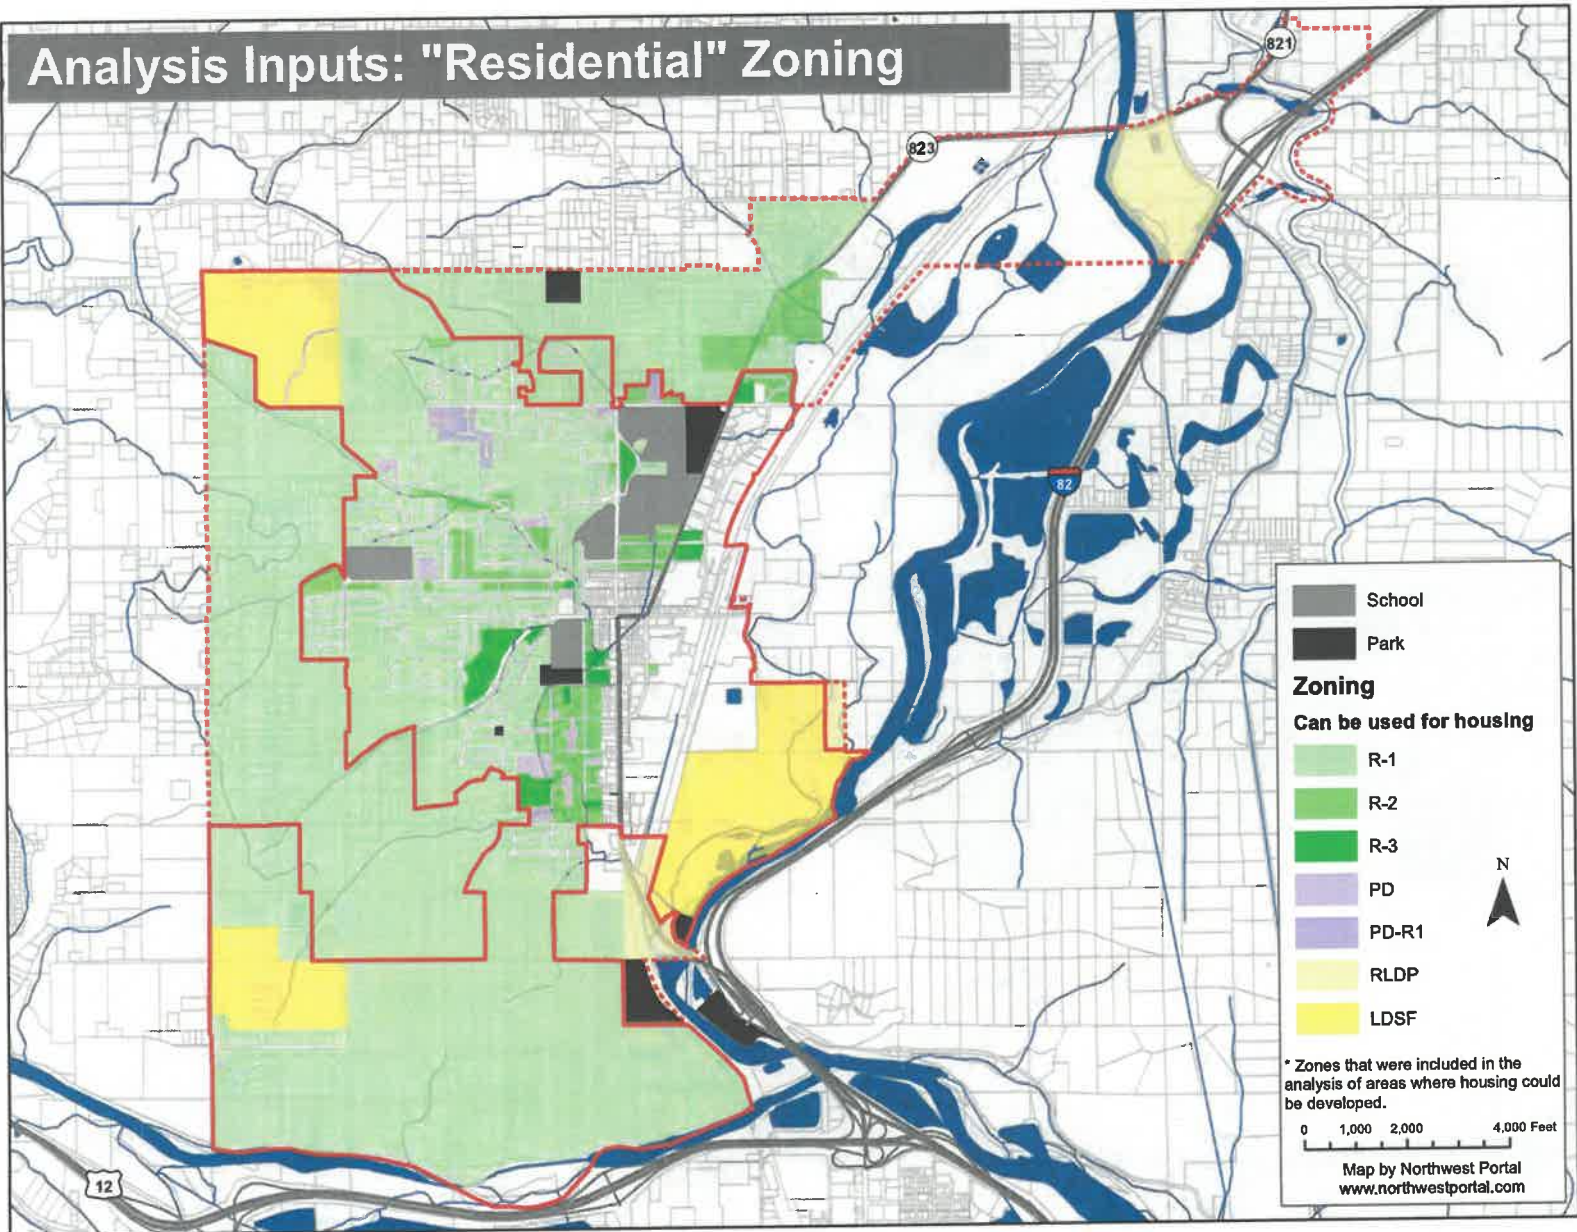 Analysis Inputs: "Residential" Zoning
821
823
82
12
School
Park
Zoning
Can be used for housing
R-1
R-2
R-3
PD
PD-R1
RLDP
LDSF
N
* Zones that were included in the
analysis of areas where housing could
be developed.
0 1,000 2,000 4,000 Feet
Map by Northwest Portal
www.northwestportal.com